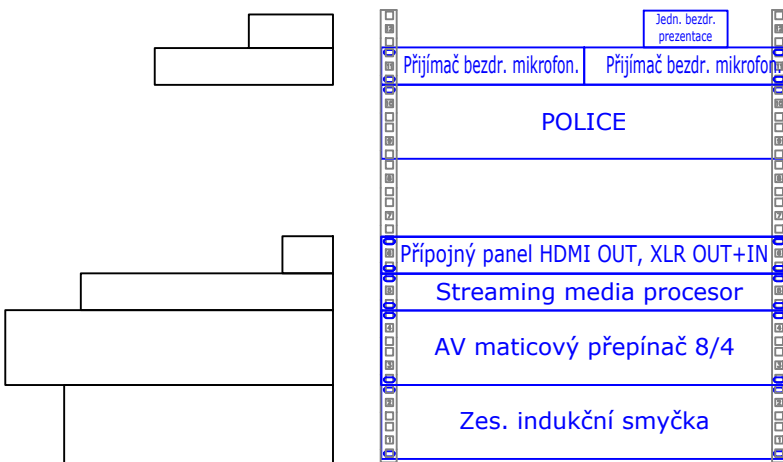 Jedn. bezdr.
prezentace
Přijímač bezdr. mikrofon. Přijímač bezdr. mikrofon.
POLICE
Přípojný panel HDMI OUT, XLR OUT+IN
Streaming media procesor
AV maticový přepínač 8/4
Zes. indukční smyčka